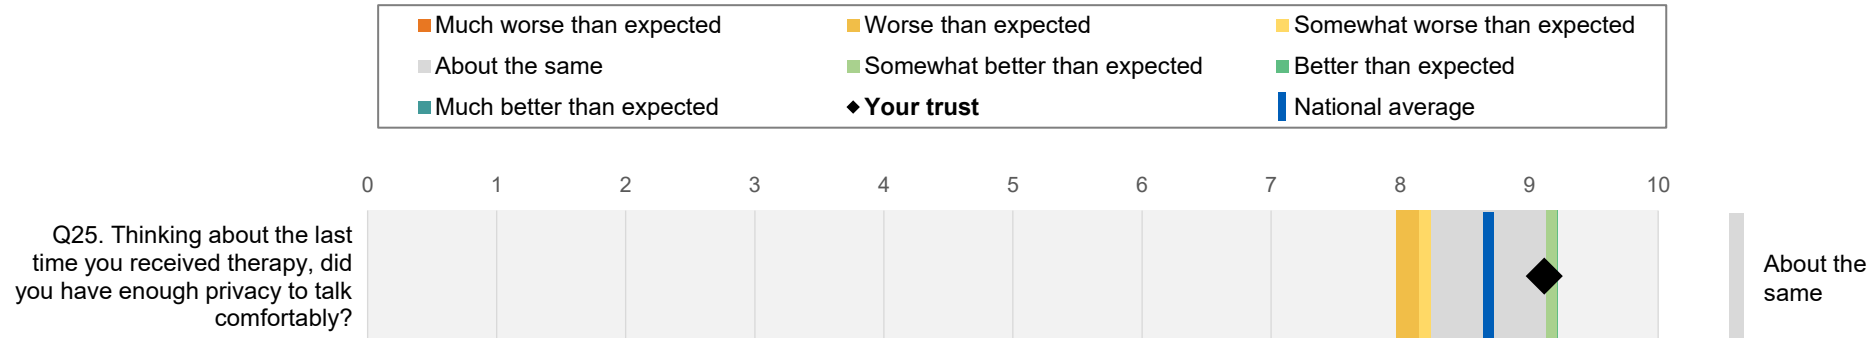 Much worse than expected
Worse than expected
Somewhat worse than expected
About the same
Somewhat better than expected
Better than expected
Much better than expected
Your trust
National average
0 1 2 3 4 5 6 7 8 9 10
Q25. Thinking about the last
time you received therapy, did
you have enough privacy to talk
comfortably?
About the
same